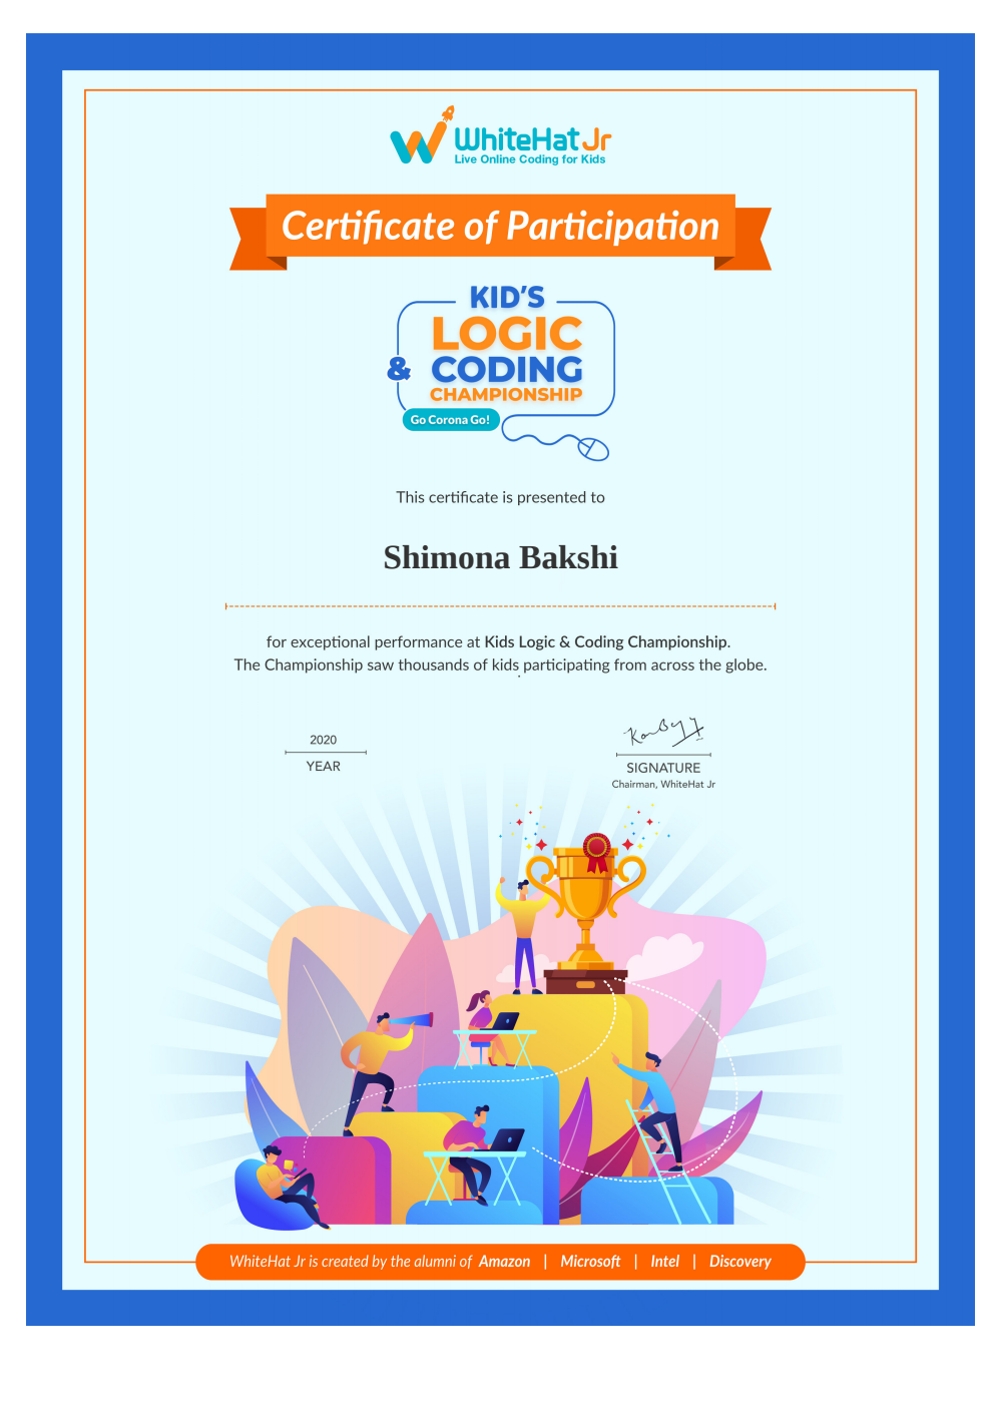 WhiteHat Jr
Live Online Coding for Kids
Certificate of Participation
KID'S
LOGIC
& CODING
CHAMPIONSHIP
Go Corona Go!
This certificate is presented to
Shimona Bakshi
for exceptional performance at Kids Logic & Coding Championship.
The Championship saw thousands of kids participating from across the globe.
2020
YEAR
SIGNATURE
Chairman, WhiteHat Jr
WhiteHat Jr is created by the alumni of Amazon | Microsoft | Intel | Discovery